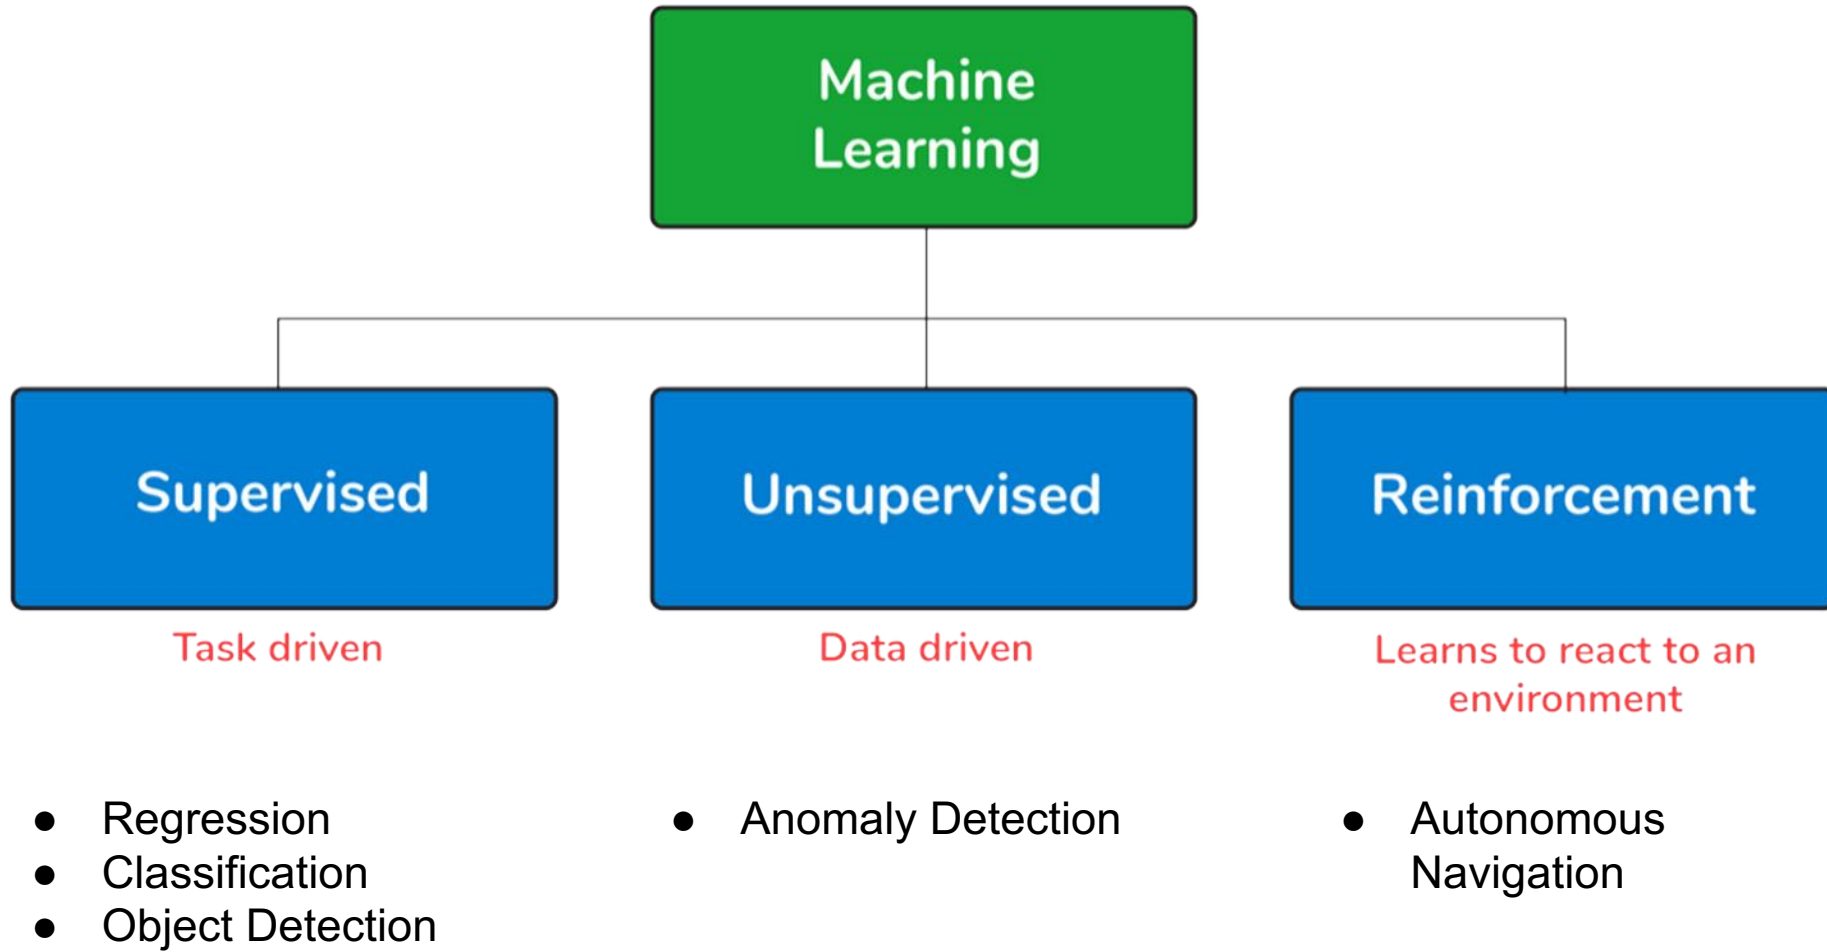 Machine
Learning
Supervised
Unsupervised
Reinforcement
Task driven
Data driven
Learns to react to an
environment
● Regression
● Classification
● Object Detection
● Anomaly Detection
● Autonomous
Navigation